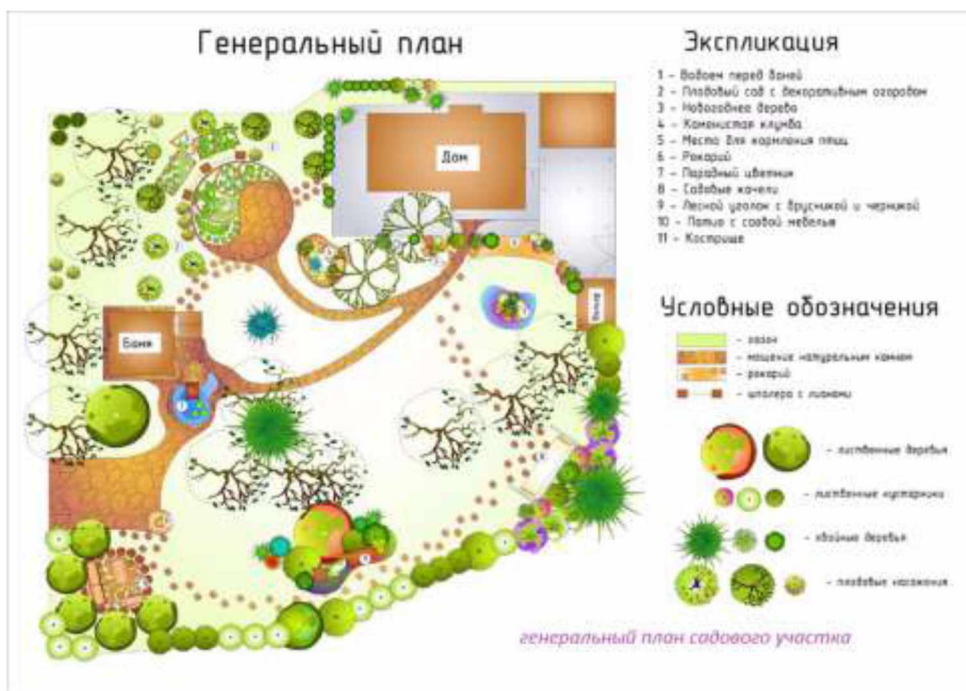 Генеральный план
Экспликация
1 - Водоем перед баней
2 - Плодовый сад с декоративным огородом
3 - Новогоднее дерево
4 - Каменистая клумба
5 - Место для кормления птиц
6 - Рокарий
7 - Парадный цветник
8 - Садовые качели
9 - Лесной уголок с брусникой и черникой
10 - Патио с садовой мебелью
11 - Кострище
Дом
Баня
Условные обозначения
- газон
- мощение натуральным камнем
- рокарий
- шпалера с лианами
- лиственные деревья
- лиственные кустарники
- хвойные деревья
- плодовые насаждения
генеральный план садового участка